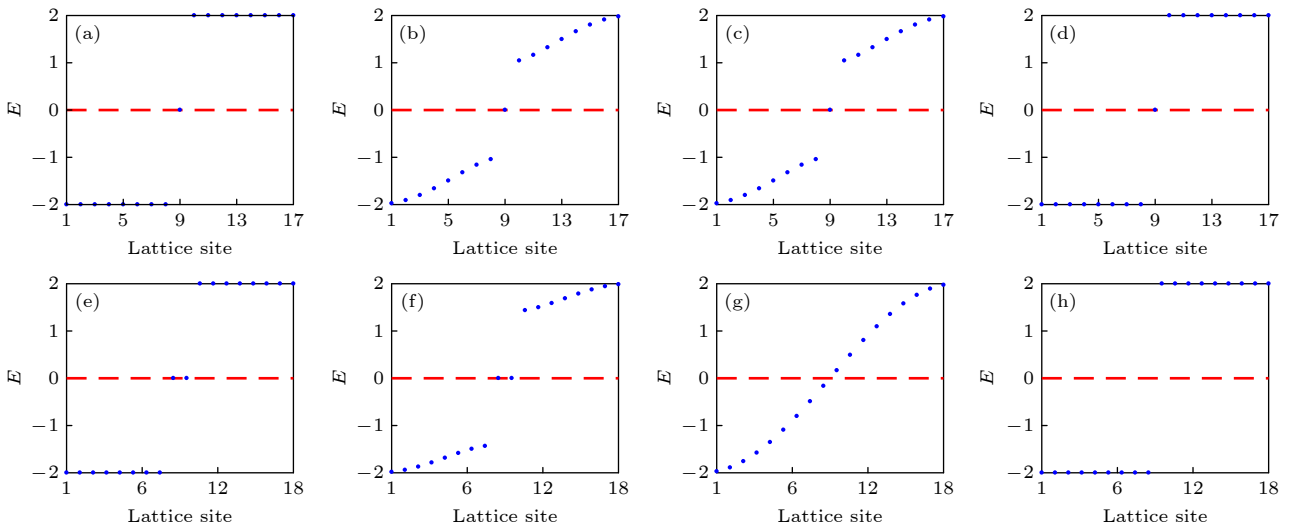 2 (a) 2 (b) 2 (c) 2 (d)
1 1 1 1
E 0 E 0 E 0 E 0
−1 −1 −1 −1
−2 −2 −2 −2
1 5 9 13 17 1 5 9 13 17 1 5 9 13 17 1 5 9 13 17
Lattice site Lattice site Lattice site Lattice site
2 (e) 2 (f) 2 (g) 2 (h)
1 1 1 1
E 0 E 0 E 0 E 0
−1 −1 −1 −1
−2 −2 −2 −2
1 6 12 18 1 6 12 18 1 6 12 18 1 6 12 18
Lattice site Lattice site Lattice site Lattice site